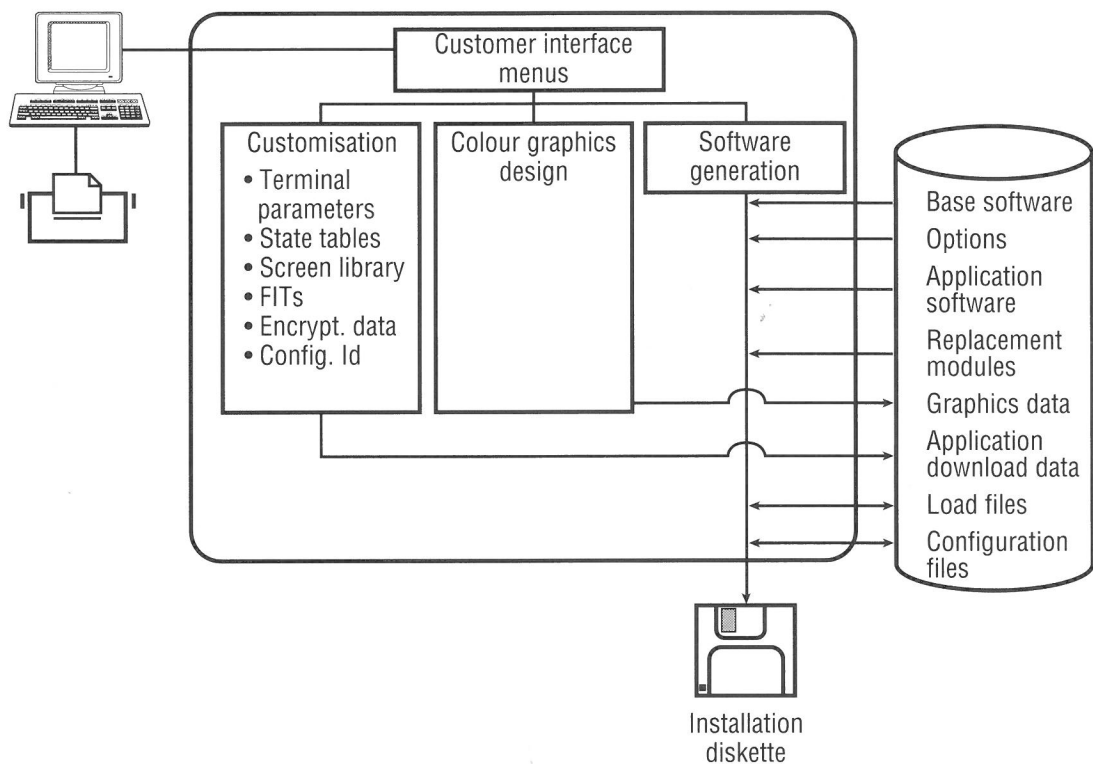 Customer interface
menus
Customisation
• Terminal
parameters
• State tables
• Screen library
• FITs
• Encrypt. data
• Config. Id
Colour graphics
design
Software
generation
Base software
Options
Application
software
Replacement
modules
Graphics data
Application
download data
Load files
Configuration
files
Installation
diskette